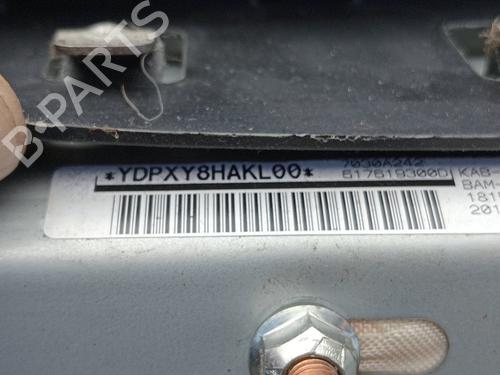 B-PARTS
7030A242
*YDPXY8HAKL00*
617619300D
KAB-
BAM-
181
201